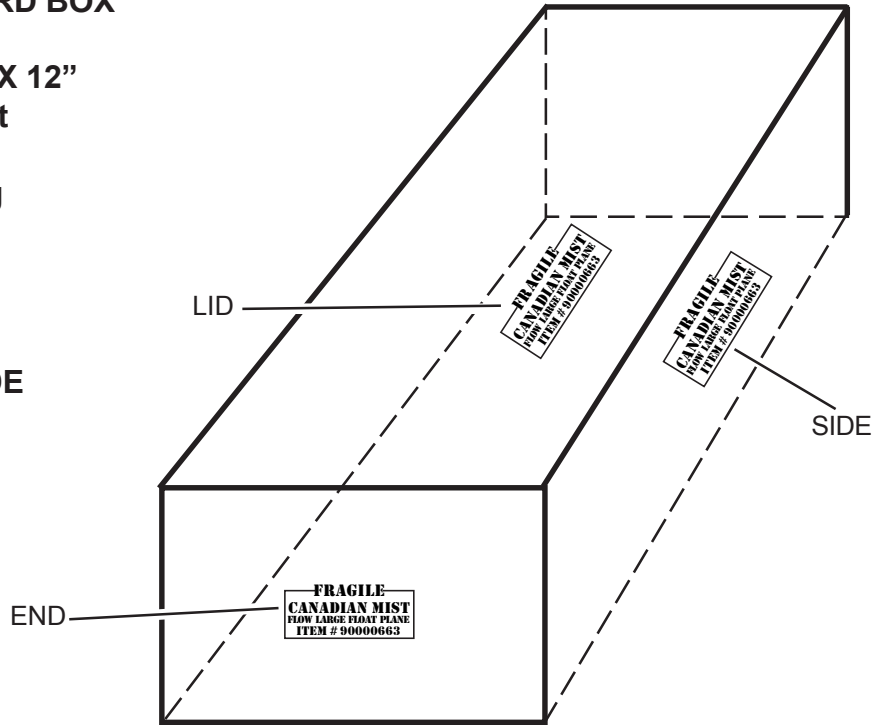 RD BOX
X 12”
t
DE
LID
SIDE
END
FRAGILE
CANADIAN MIST
FLOW LARGE FLOAT PLANE
ITEM # 90000663
FRAGILE
CANADIAN MIST
FLOW LARGE FLOAT PLANE
ITEM # 90000663
FRAGILE
CANADIAN MIST
FLOW LARGE FLOAT PLANE
ITEM # 90000663